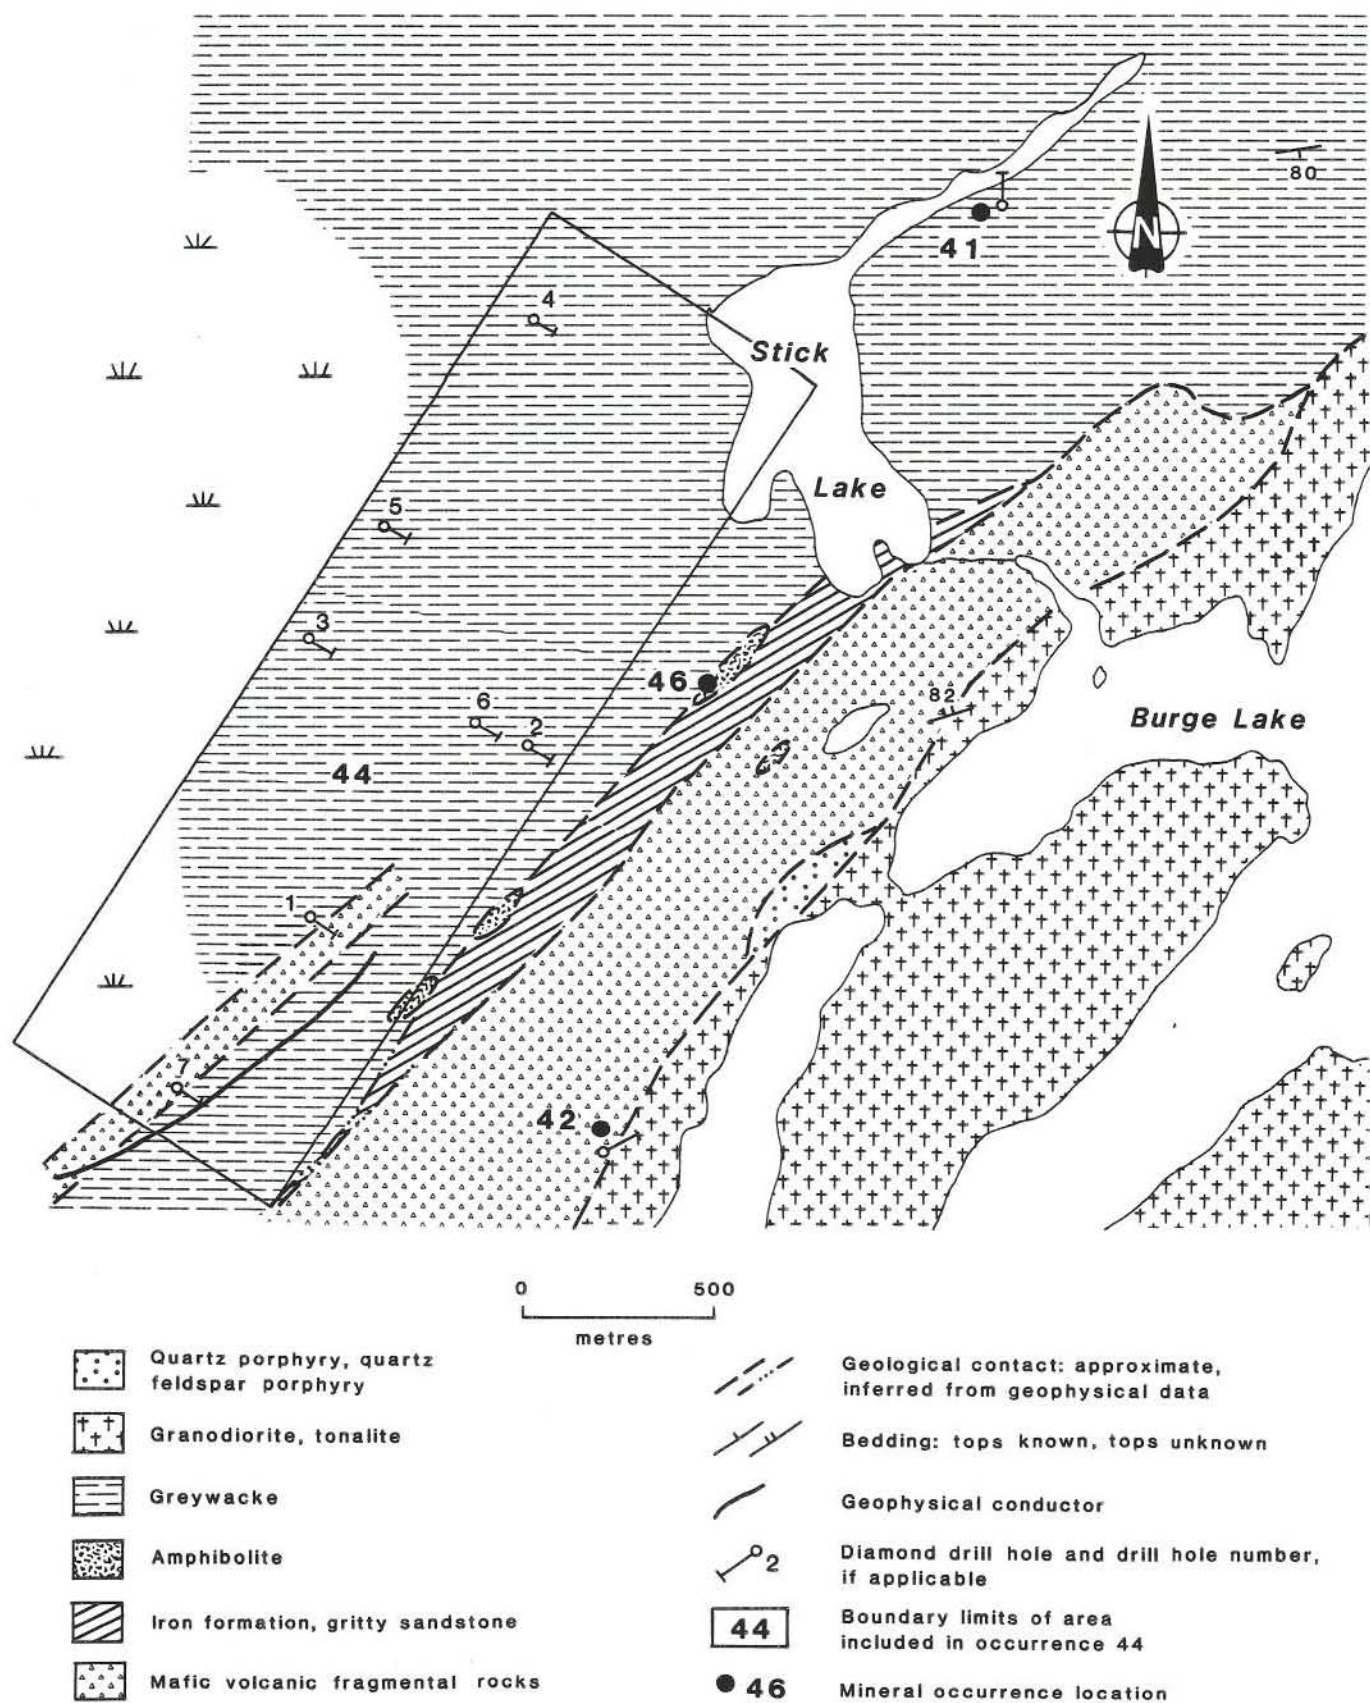 80
41
N
4
Stick
5
Lake
3
46
82
6
2
Burge Lake
44
1
7
42
0 500
metres
Quartz porphyry, quartz
feldspar porphyry
Granodiorite, tonalite
Greywacke
Amphibolite
Iron formation, gritty sandstone
Mafic volcanic fragmental rocks
Geological contact: approximate,
inferred from geophysical data
Bedding: tops known, tops unknown
Geophysical conductor
2 Diamond drill hole and drill hole number,
if applicable
44 Boundary limits of area
included in occurrence 44
46 Mineral occurrence location